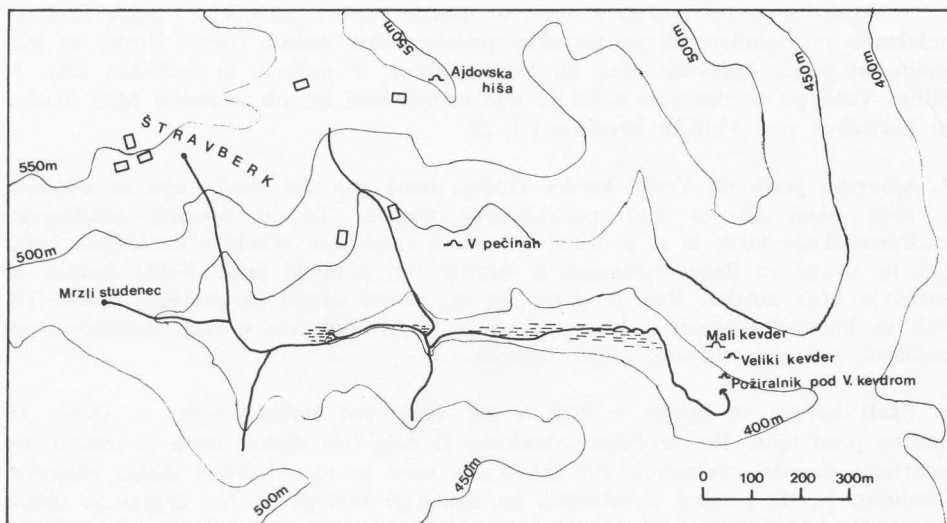 550m
500m
450m
400m
Ajdovska
hiša
ŠTRAVBERK
550m
500m
V pečinah
Mrzli studenec
Mali kevder
Veliki kevder
Požiralnik pod V. kevdrom
400m
450m
500m
0 100 200 300m